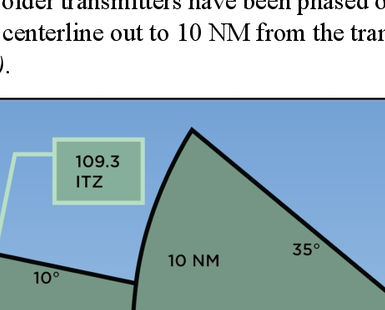 older transmitters have been phased
centerline out to 10 NM from the
).
109.3
ITZ
10 NM
35°
10°